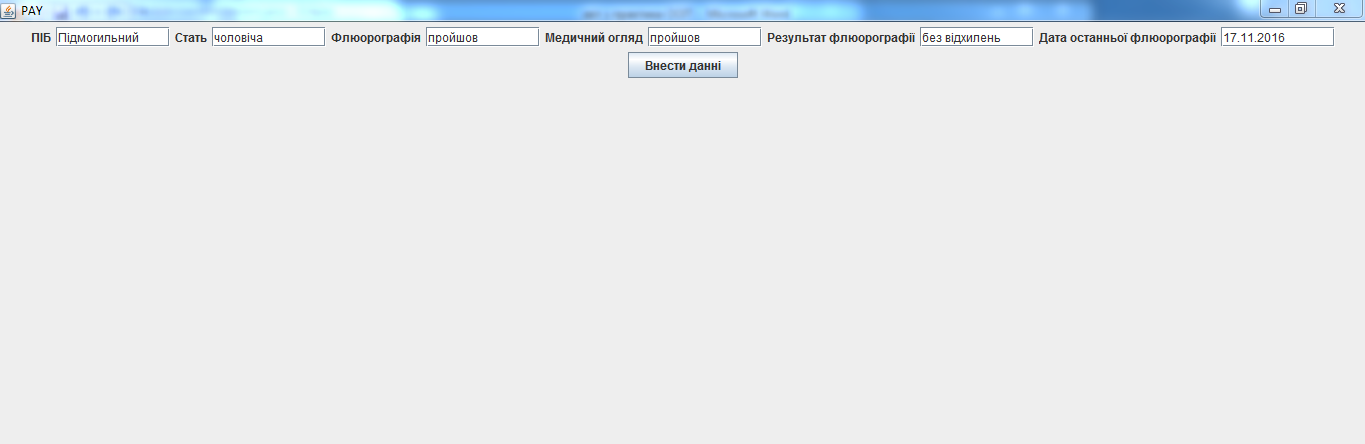 PAY
ПІБ Підмогильний Стать чоловіча Флюорографія пройшов Медичний огляд пройшов Результат флюорографії без відхилень Дата останньої флюорографії 17.11.2016
Внести данні